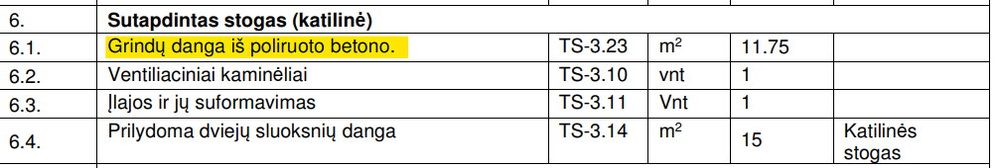 6. Sutapdintas stogas (katilinė)
6.1. Grindų danga iš poliruoto betono. TS-3.23 m² 11.75
6.2. Ventiliaciniai kaminėliai TS-3.10 vnt 1
6.3. Įlajos ir jų suformavimas TS-3.11 Vnt 1
6.4. Prilydoma dviejų sluoksnių danga TS-3.14 m² 15 Katilinės
stogas